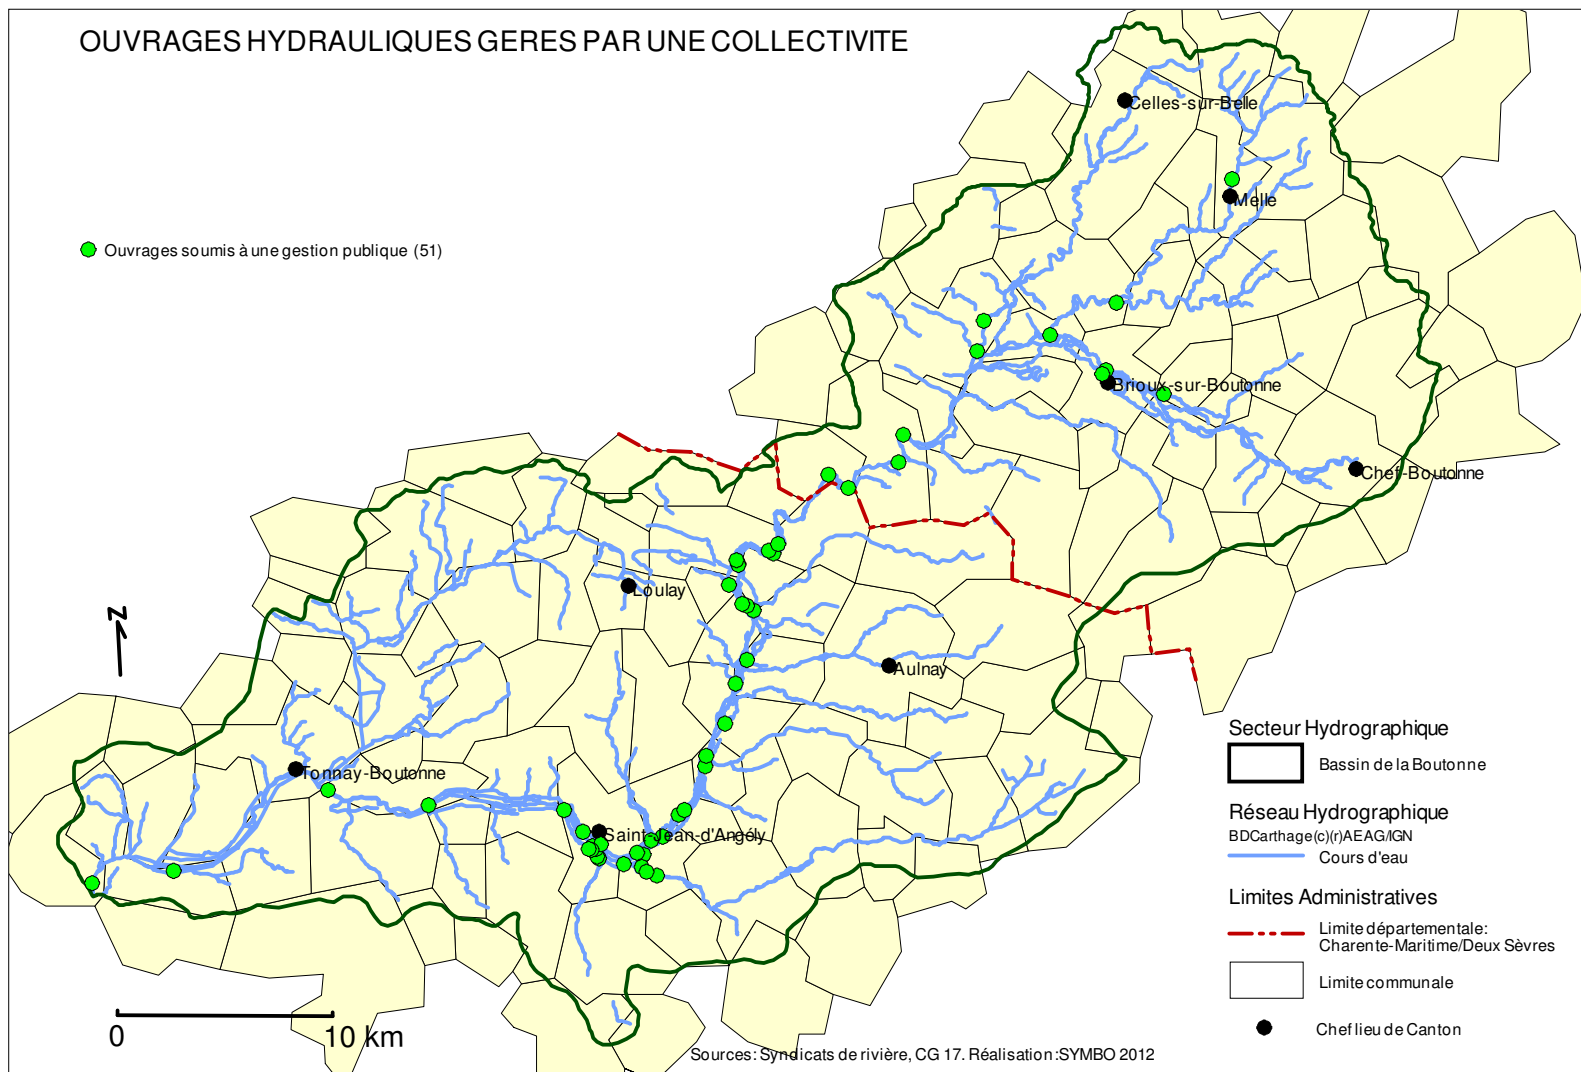 OUVRAGES HYDRAULIQUES GERES PAR UNE COLLECTIVITE
Celles-sur-Belle
Melle
Ouvrages soumis à une gestion publique (51)
Brioux-sur-Boutonne
Chef-Boutonne
N
Loulay
Aulnay
Tonnay-Boutonne
Saint-Jean-d'Angély
Secteur Hydrographique
Bassin de la Boutonne
Réseau Hydrographique
BDCarthage(c)(r)AEAG/IGN
Cours d'eau
Limites Administratives
Limite départementale:
Charente-Maritime/Deux Sèvres
Limite communale
Chef lieu de Canton
0 10 km
Sources: Syndicats de rivière, CG 17. Réalisation :SYMBO 2012